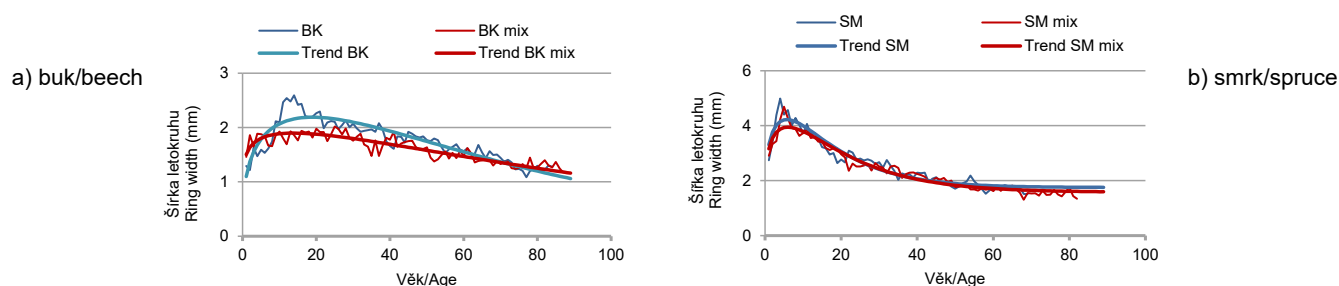 a) buk/beech
BK
BK mix
Trend BK
Trend BK mix
Šírka letokruhu
Ring width (mm)
3
2
1
0
0 20 40 60 80 100
Věk/Age
SM
SM mix
Trend SM
Trend SM mix
b) smrk/spruce
Šířka letokruhu
Ring width (mm)
6
4
2
0
0 20 40 60 80 100
Věk/Age